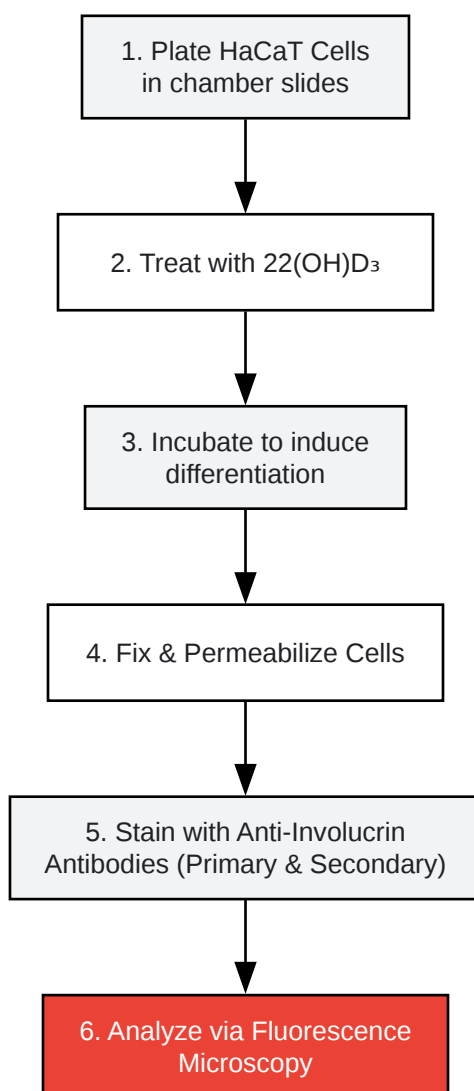 1. Plate HaCaT Cells
in chamber slides
2. Treat with 22(OH)D₃
3. Incubate to induce
differentiation
4. Fix & Permeabilize Cells
5. Stain with Anti-Involucrin
Antibodies (Primary & Secondary)
6. Analyze via Fluorescence
Microscopy